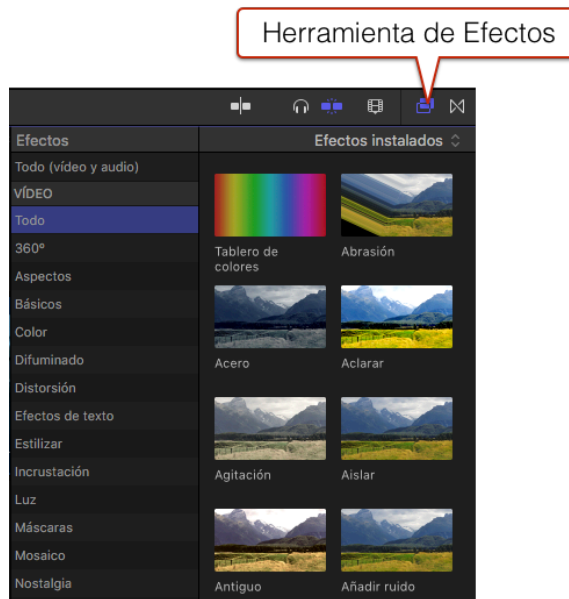 Herramienta de Efectos
Efectos
Efectos instalados
Todo (vídeo y audio)
VÍDEO
Todo
360º
Aspectos
Básicos
Color
Difuminado
Distorsión
Efectos de texto
Estilizar
Incrustación
Luz
Máscaras
Mosaico
Nostalgia
Tablero de
colores
Abrasión
Acero
Aclarar
Agitación
Aislar
Antiguo
Añadir ruido